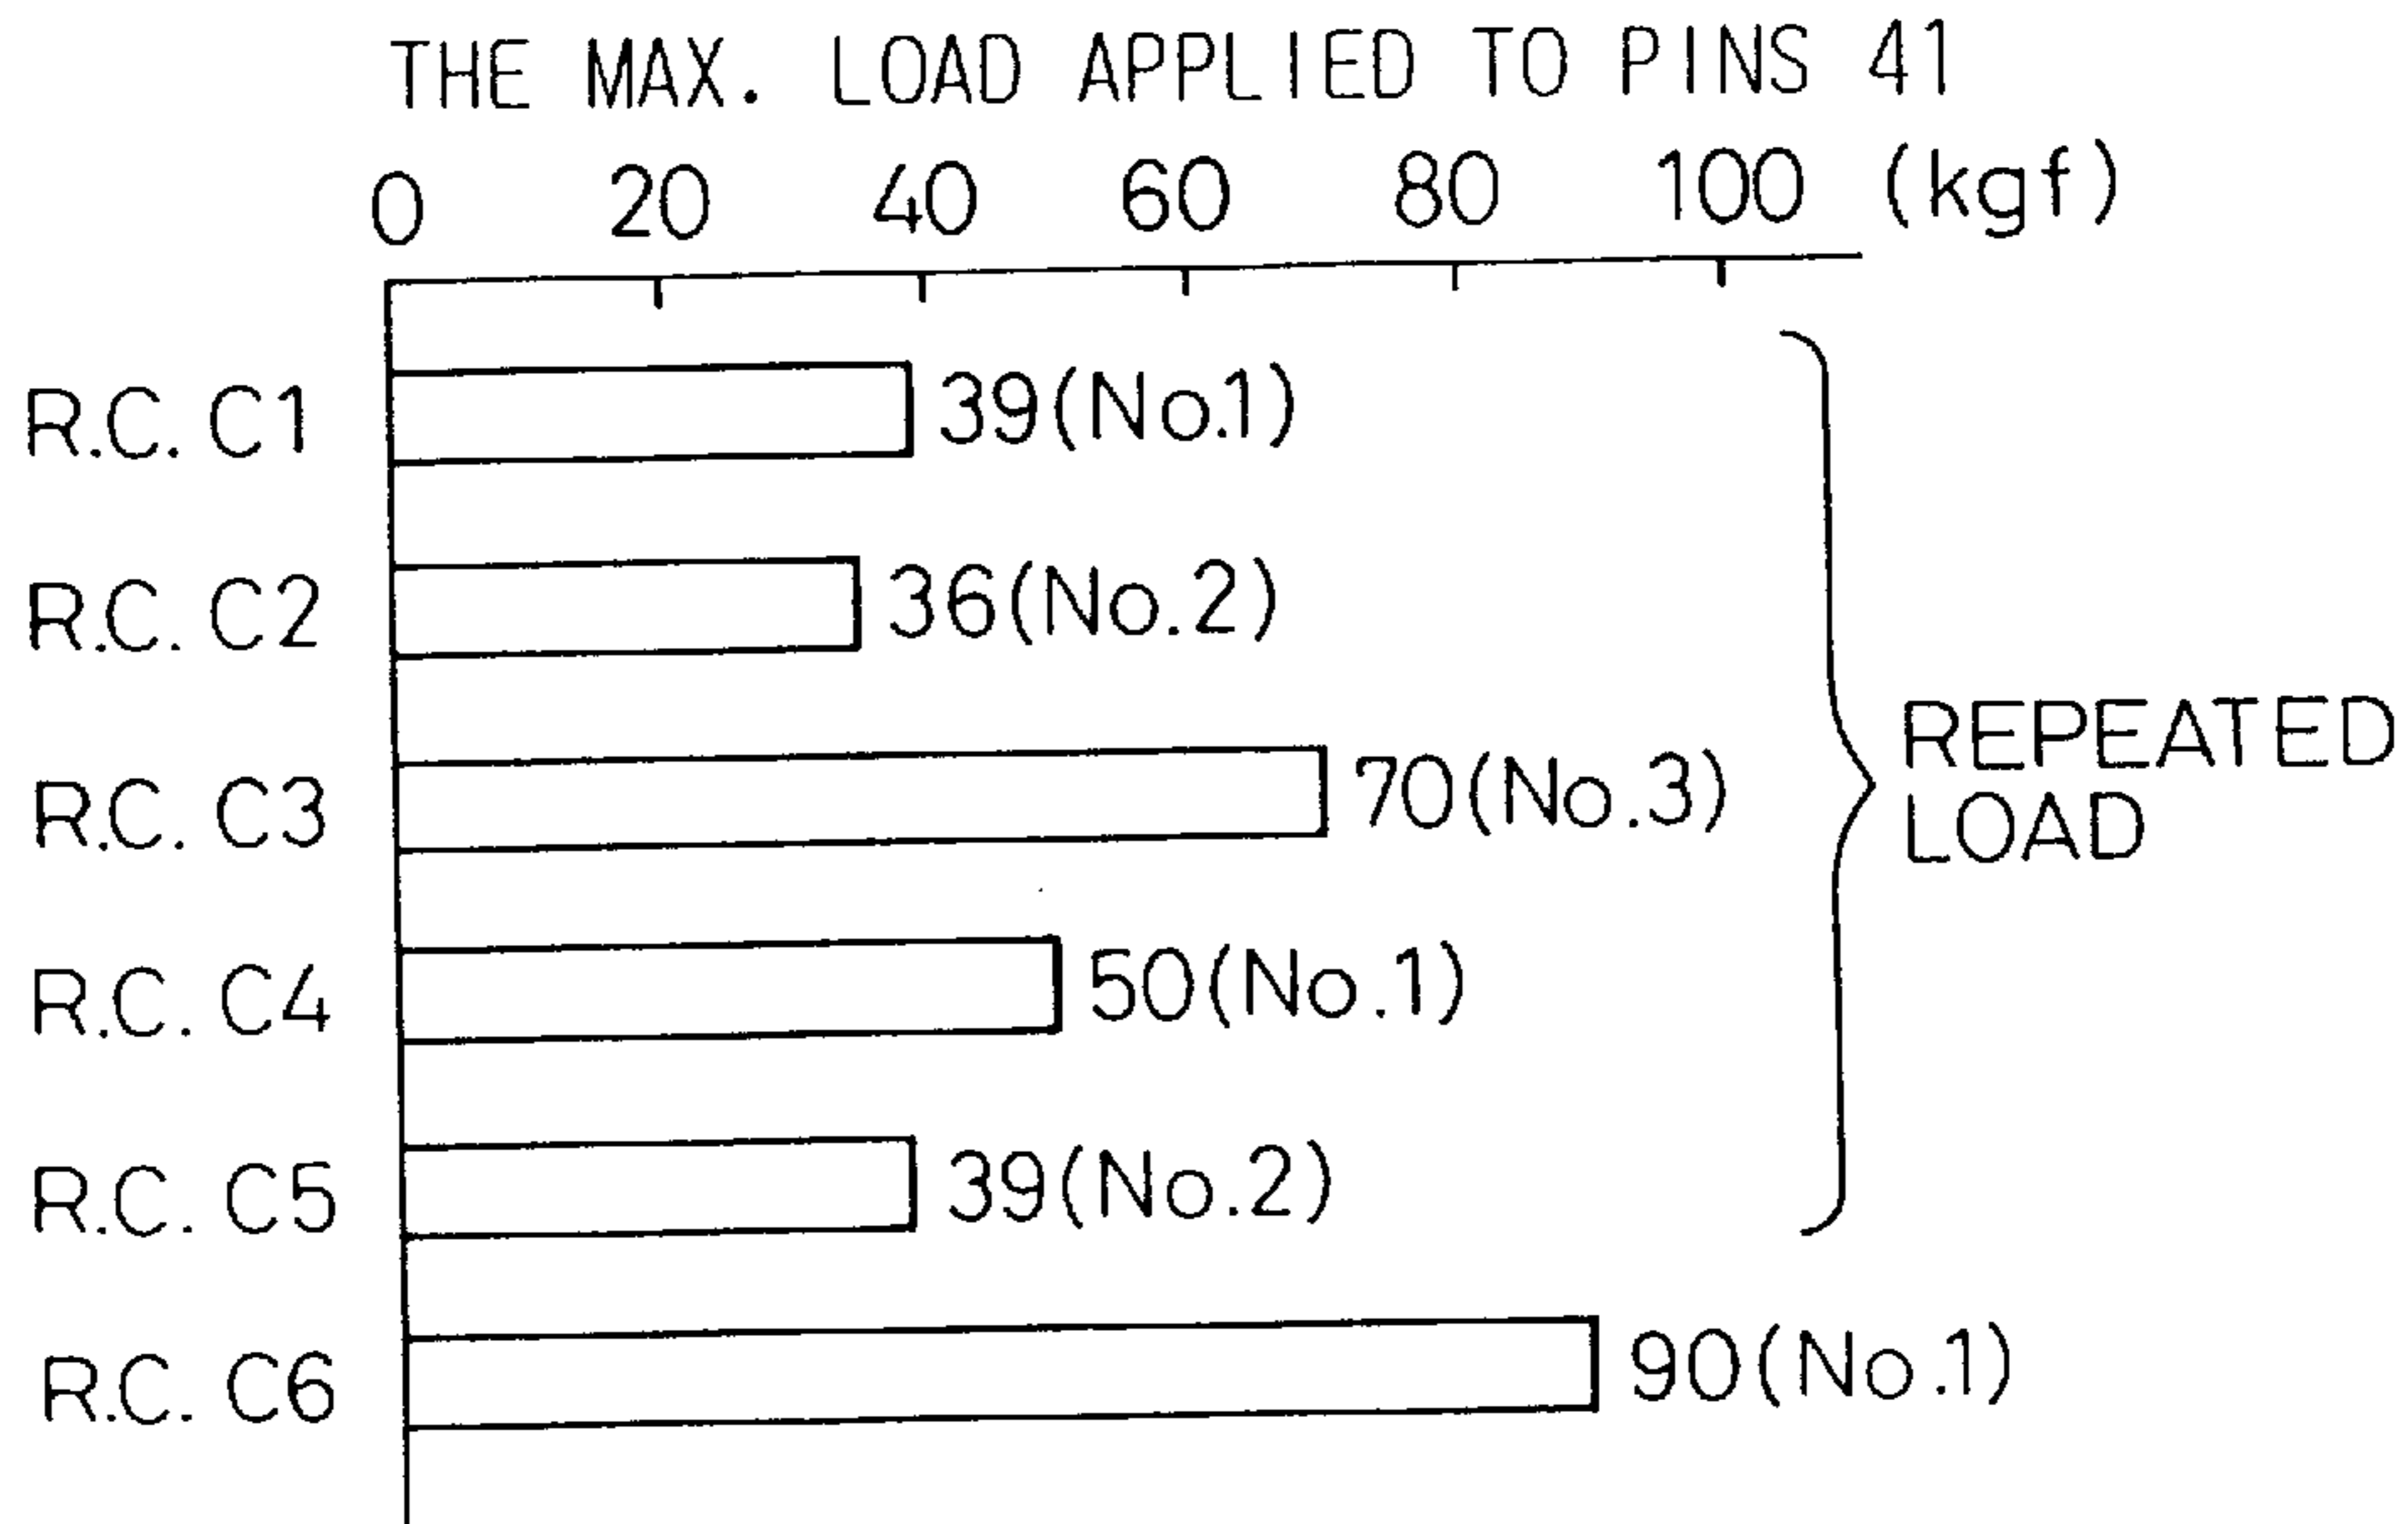 THE MAX. LOAD APPLIED TO PINS 41
0 20 40 60 80 100 (kgf)
R.C. C1 39(No.1)
R.C. C2 36(No.2)
R.C. C3 70(No.3)
REPEATED
LOAD
R.C. C4 50(No.1)
R.C. C5 39(No.2)
R.C. C6 90(No.1)